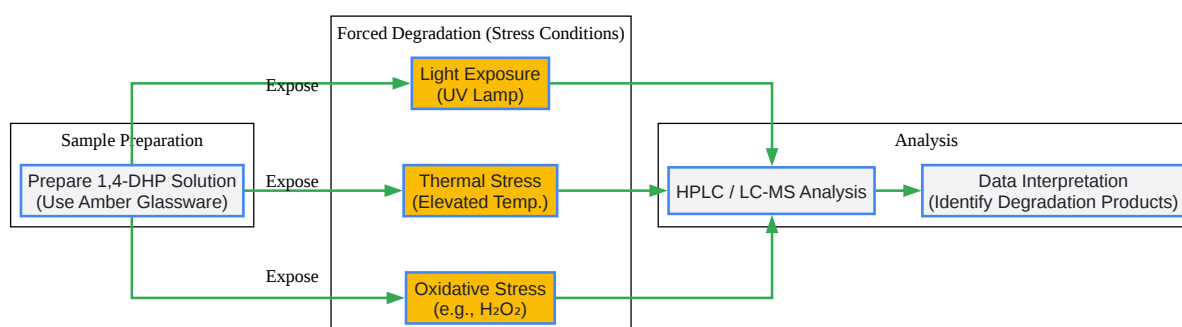 Forced Degradation (Stress Conditions)
Expose
Light Exposure
(UV Lamp)
Sample Preparation
Prepare 1,4-DHP Solution
(Use Amber Glassware)
Expose
Thermal Stress
(Elevated Temp.)
Analysis
HPLC / LC-MS Analysis
Data Interpretation
(Identify Degradation Products)
Expose
Oxidative Stress
(e.g., H₂O₂)